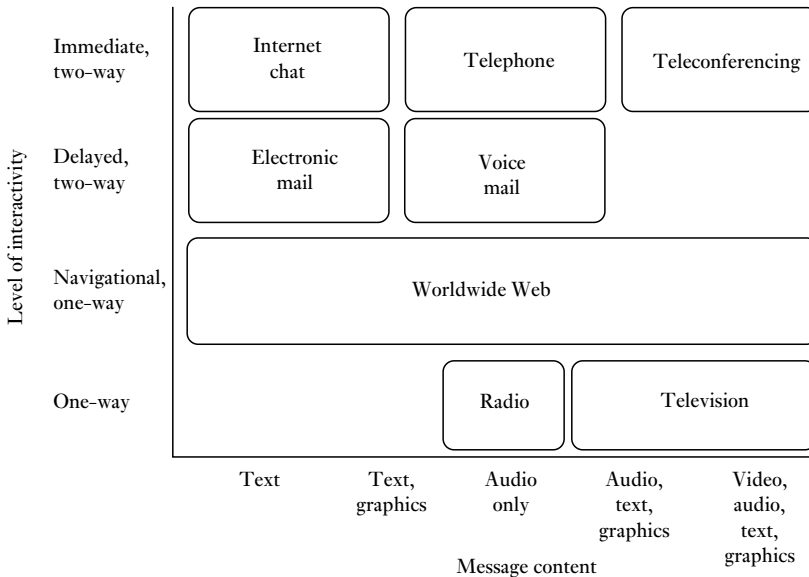 Immediate,
two-way
Internet
chat
Telephone
Teleconferencing
Delayed,
two-way
Electronic
mail
Voice
mail
Level of interactivity
Navigational,
one-way
Worldwide Web
One-way
Radio
Television
Text
Text,
graphics
Audio
only
Audio,
text,
graphics
Video,
audio,
text,
graphics
Message content